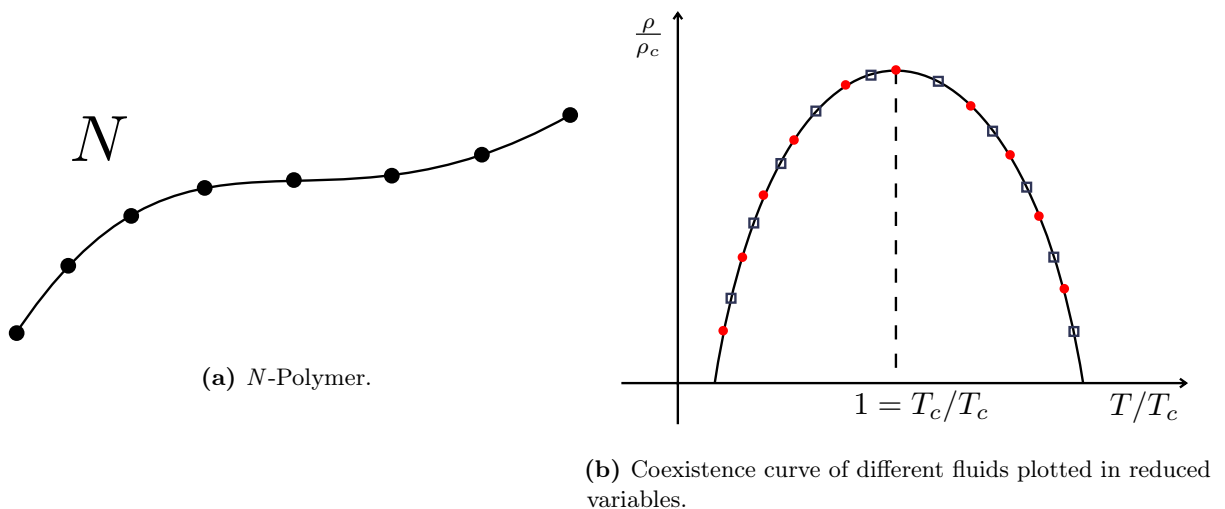 N
(a) N-Polymer.
ρ/ρ_c
1 = T_c/T_c
T/T_c
(b) Coexistence curve of different fluids plotted in reduced
variables.